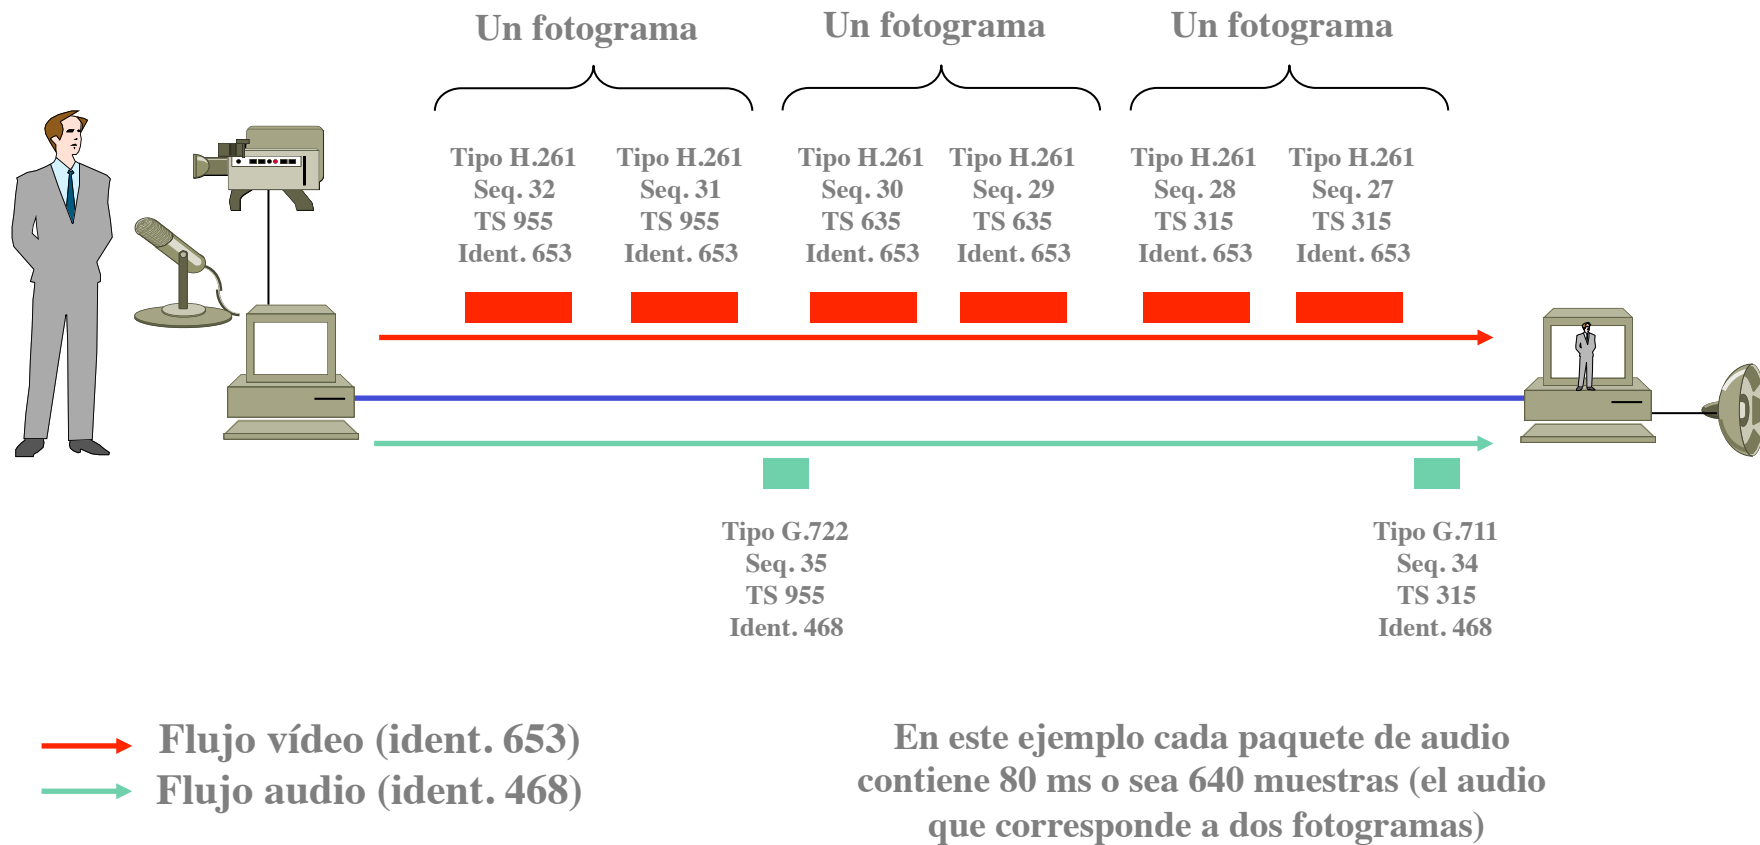 Un fotograma
Un fotograma
Un fotograma
Tipo H.261
Seq. 32
TS 955
Ident. 653
Tipo H.261
Seq. 31
TS 955
Ident. 653
Tipo H.261
Seq. 30
TS 635
Ident. 653
Tipo H.261
Seq. 29
TS 635
Ident. 653
Tipo H.261
Seq. 28
TS 315
Ident. 653
Tipo H.261
Seq. 27
TS 315
Ident. 653
Tipo G.722
Seq. 35
TS 955
Ident. 468
Tipo G.711
Seq. 34
TS 315
Ident. 468
Flujo vídeo (ident. 653)
Flujo audio (ident. 468)
En este ejemplo cada paquete de audio
contiene 80 ms o sea 640 muestras (el audio
que corresponde a dos fotogramas)